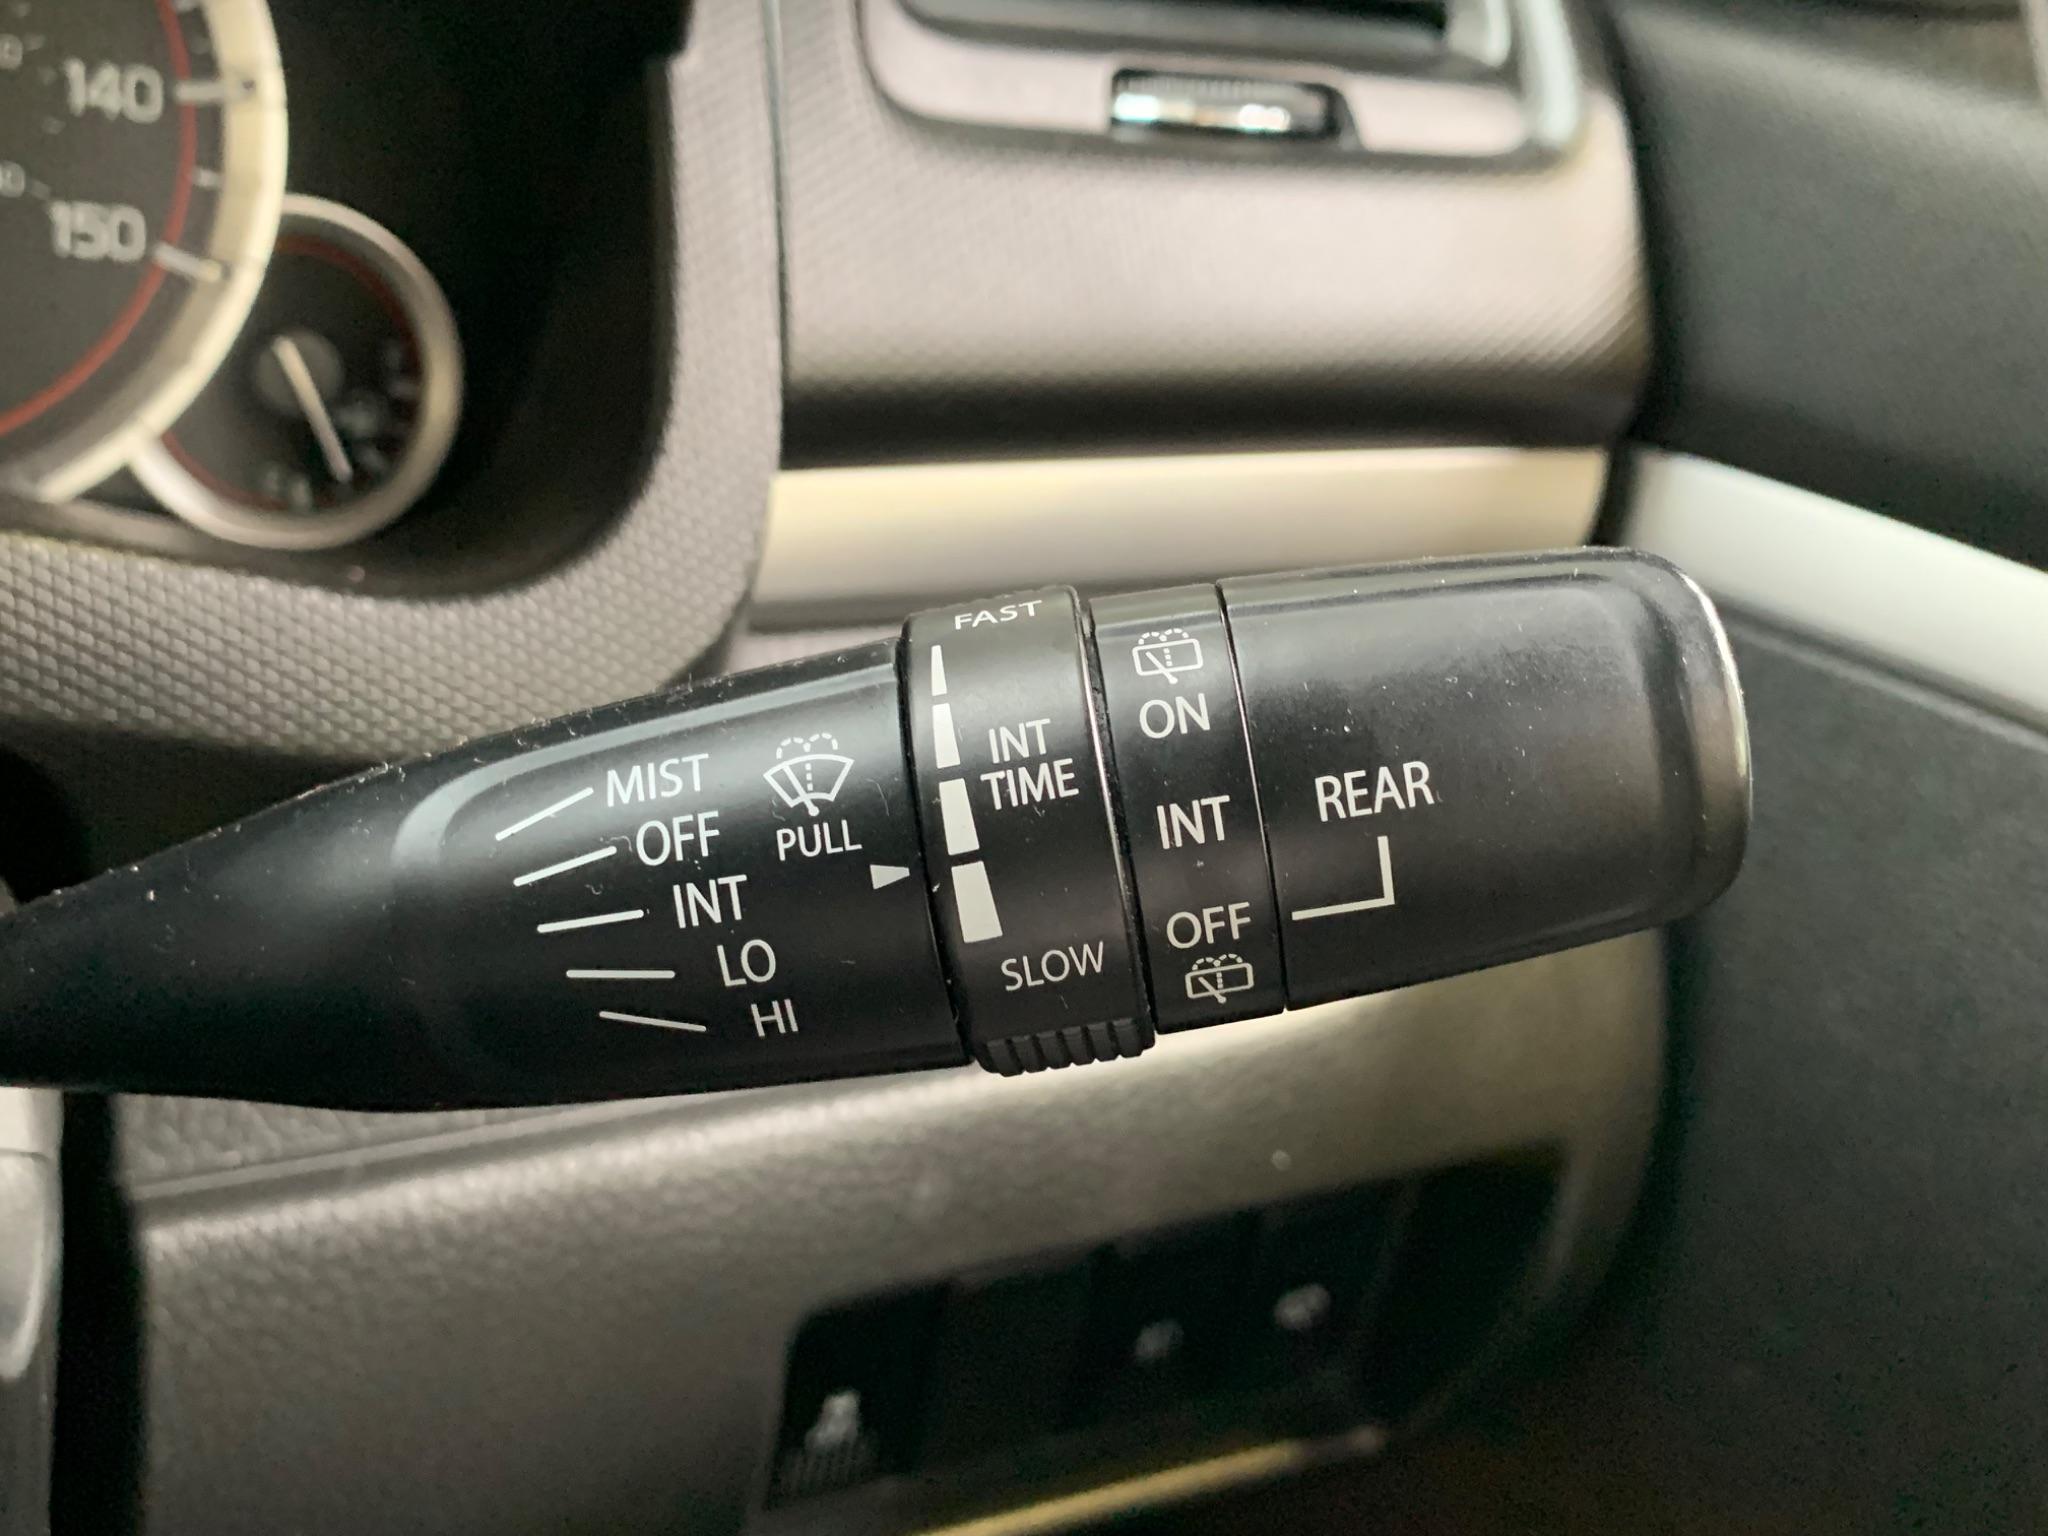 140
150
MIST
OFF
INT
LO
HI
PULL
FAST
INT
TIME
SLOW
ON
INT
OFF
REAR